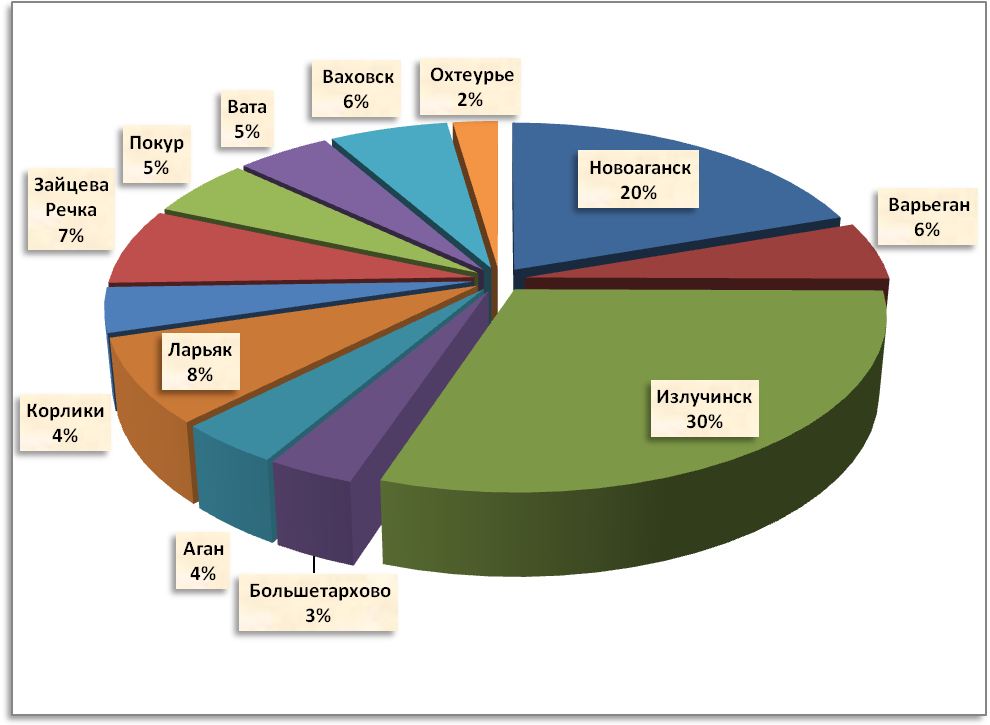 Охтеурье
2%
Ваховск
6%
Вата
5%
Покур
5%
Зайцева
Речка
7%
Новоаганск
20%
Варьеган
6%
Ларьяк
8%
Излучинск
30%
Корлики
4%
Аган
4%
Большетархово
3%